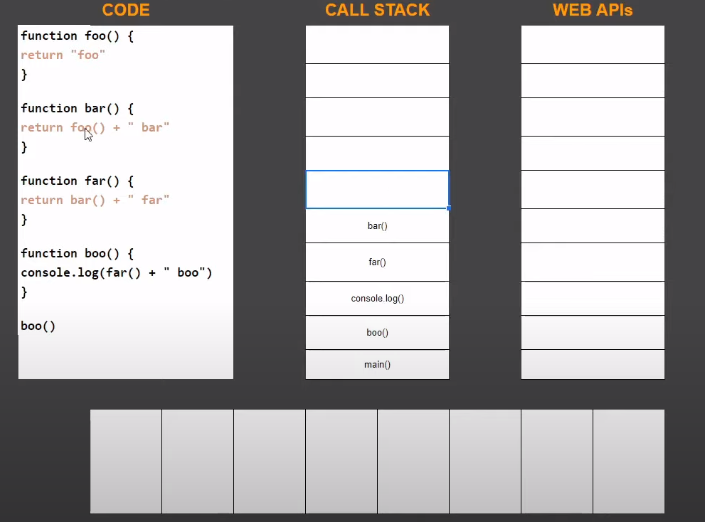 CODE
CALL STACK
WEB APIs
function foo() {
return "foo"
}
function bar() {
return foo() + " bar"
}
function far() {
return bar() + " far"
}
function boo() {
console.log(far() + " boo")
}
boo()
bar()
far()
console.log()
boo()
main()